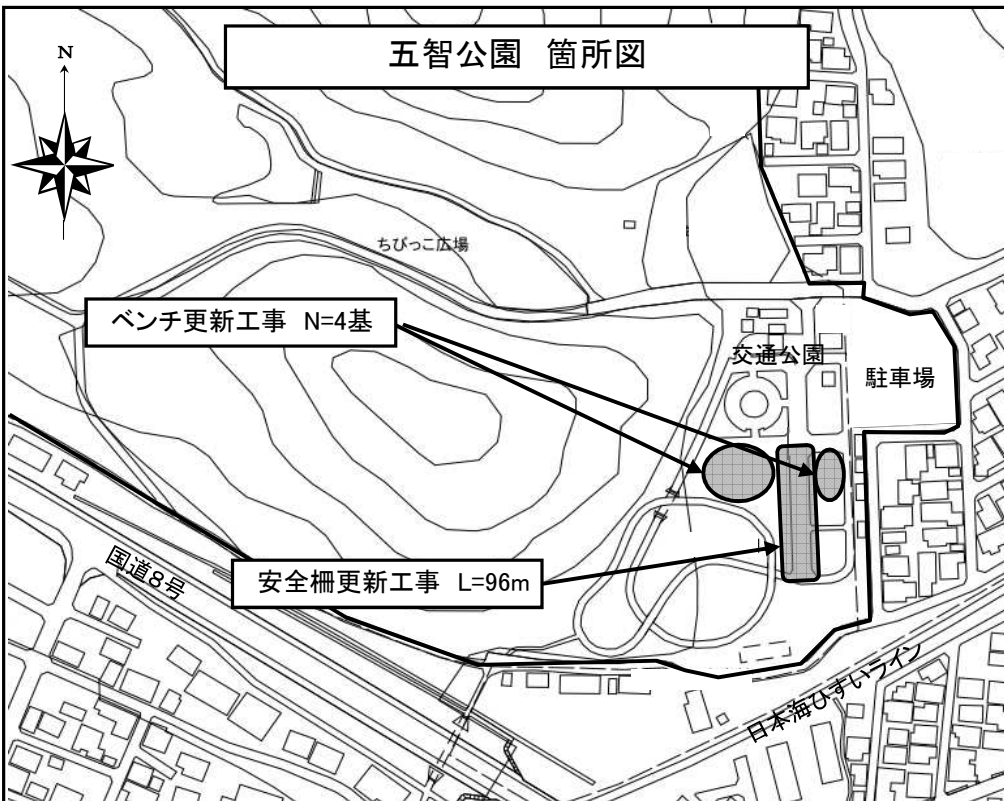 五智公園 箇所図
N
ちびっこ広場
ベンチ更新工事 N=4基
交通公園
駐車場
国道8号
安全柵更新工事 L=96m
日本海ひすいライン